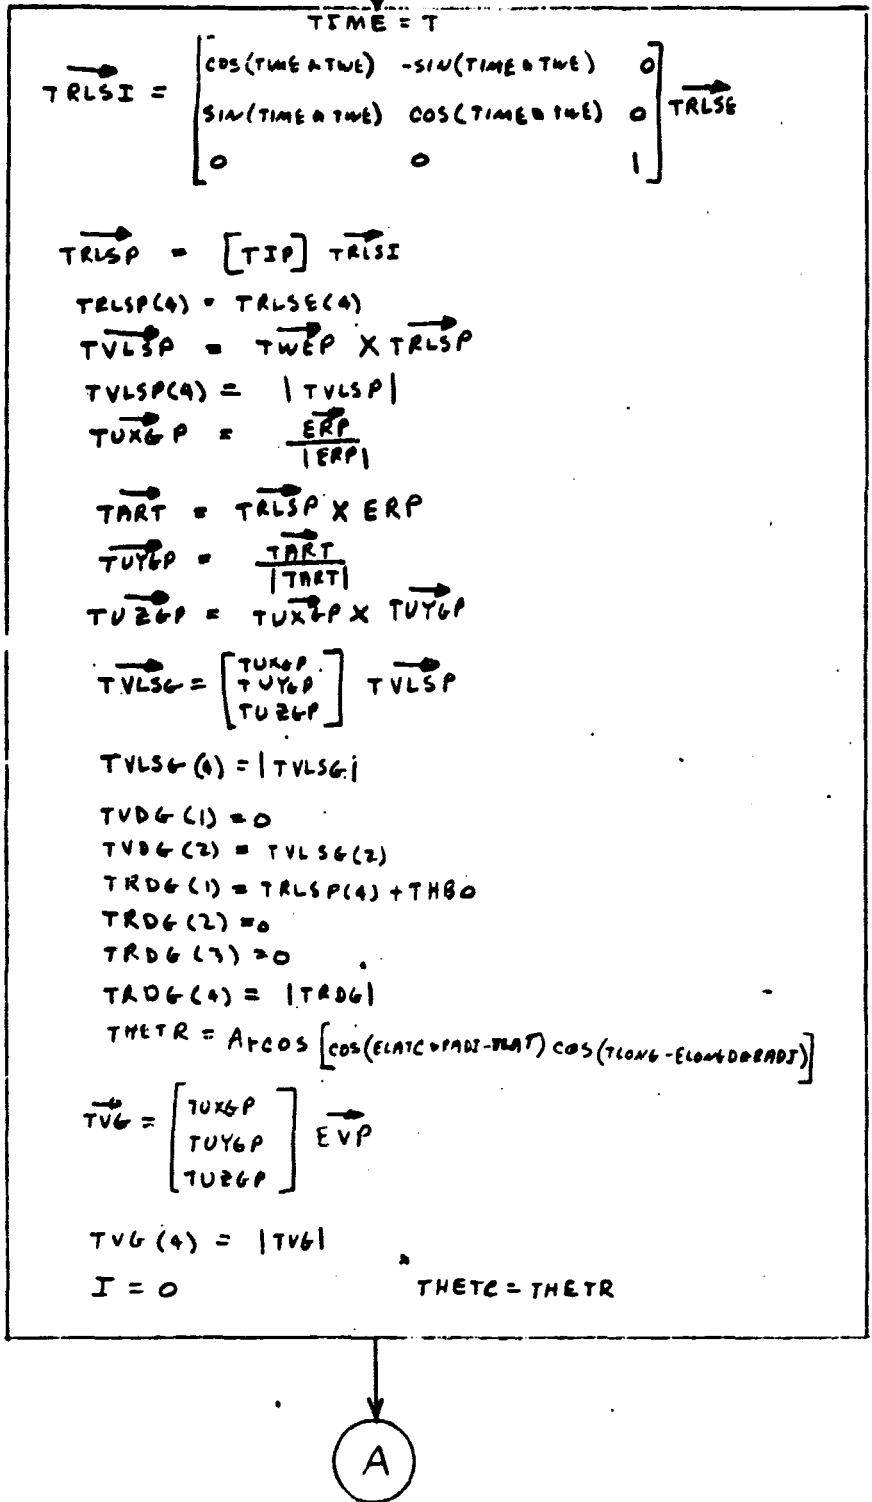 TIME = T
TRLSI = [COS(TIME * TWE) -SIN(TIME * TWE) 0
SIN(TIME * TWE) COS(TIME * TWE) 0
0 0 1] TRLSE
TRLSP = [TIP] TRLSI
TRLSP(4) = TRLSE(4)
TVLSP = TWEP X TRLSP
TVLSP(4) = |TVLSP|
TUXGP = ERP / |ERP|
TART = TRLSP X ERP
TUYGP = TART / |TART|
TUZGP = TUXGP X TUYGP
TVLSG = [TUXGP
TUYGP
TUZGP] TVLSP
TVLSG(4) = |TVLSG|
TVDG(1) = 0
TVDG(2) = TVLSG(2)
TRDG(1) = TRLSP(4) + THBO
TRDG(2) = 0
TRDG(3) = 0
TRDG(4) = |TRDG|
THETR = Arcos [COS(ELATC * RADI - TLAT) COS(TLONG - ELONGD * RADI)]
TVG = [TUXGP
TUYGP
TUZGP] EVP
TVG(4) = |TVG|
I = 0 THETC = THETR
A